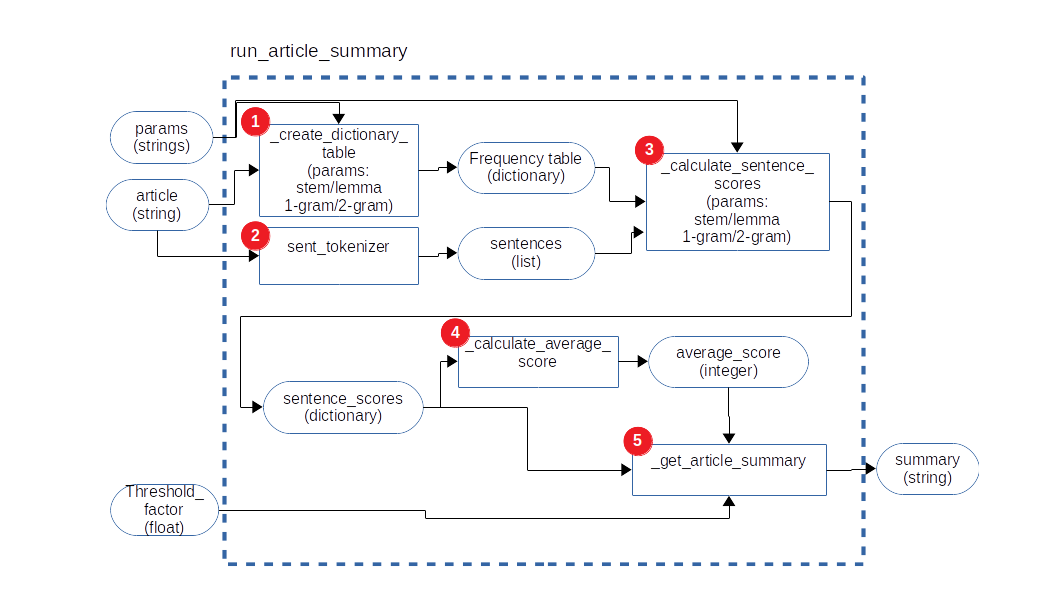 run_article_summary
params
(strings)
article
(string)
1
_create_dictionary_
table
(params:
stem/lemma
1-gram/2-gram)
Frequency table
(dictionary)
3
_calculate_sentence_
scores
(params:
stem/lemma
1-gram/2-gram)
2
sent_tokenizer
sentences
(list)
4
_calculate_average_
score
average_score
(integer)
sentence_scores
(dictionary)
5
_get_article_summary
summary
(string)
Threshold_
factor
(float)